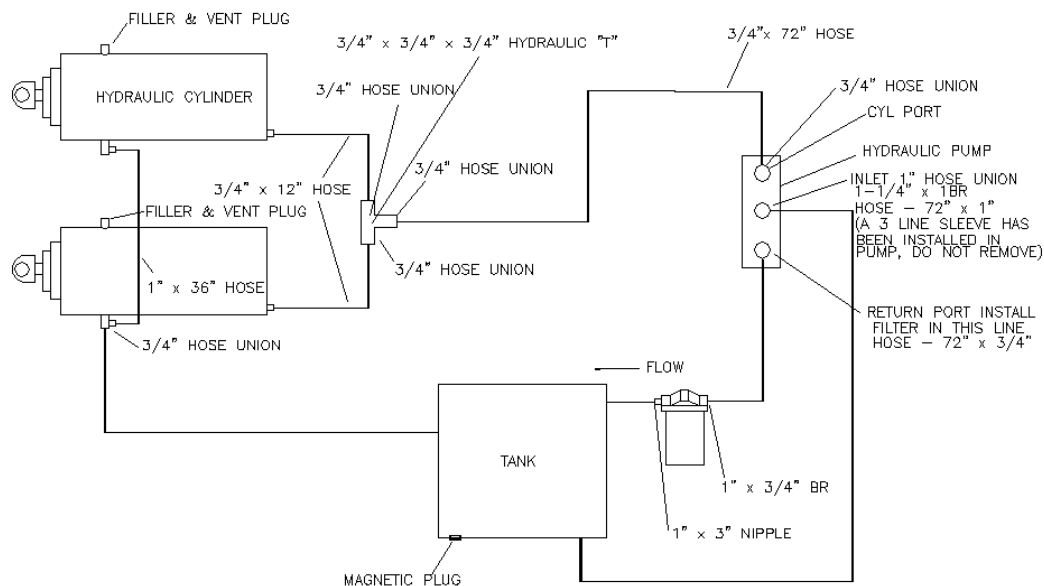 FILLER & VENT PLUG
3/4" x 3/4" x 3/4" HYDRAULIC "T"
3/4"x 72" HOSE
HYDRAULIC CYLINDER
3/4" HOSE UNION
3/4" HOSE UNION
CYL PORT
HYDRAULIC PUMP
3/4" HOSE UNION
3/4" x 12" HOSE
INLET 1" HOSE UNION
1-1/4" x 1BR
HOSE - 72" x 1"
(A 3 LINE SLEEVE HAS
BEEN INSTALLED IN
PUMP, DO NOT REMOVE)
FILLER & VENT PLUG
3/4" HOSE UNION
1" x 36" HOSE
RETURN PORT INSTALL
FILTER IN THIS LINE
HOSE - 72" x 3/4"
3/4" HOSE UNION
FLOW
TANK
1" x 3/4" BR
1" x 3" NIPPLE
MAGNETIC PLUG